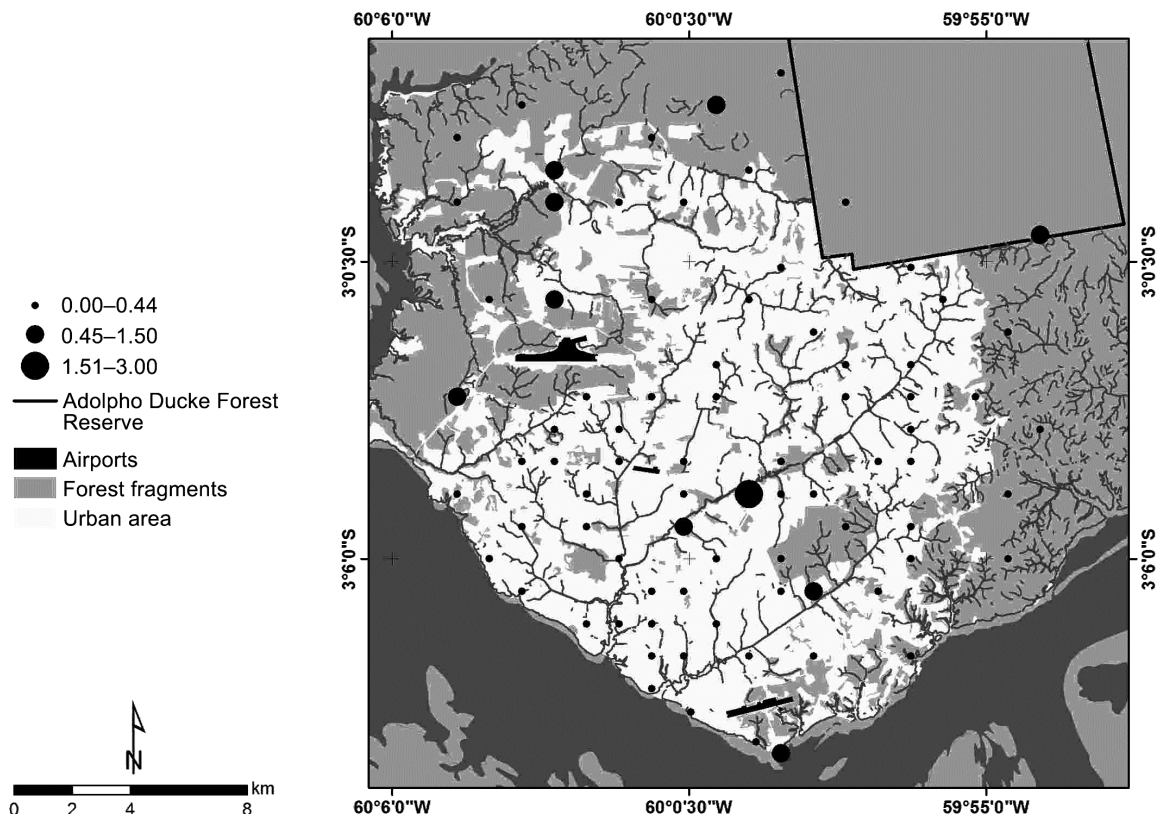 60°6'0"W 60°0'30"W 59°55'0"W
3°0'30"S 3°0'30"S
0.00–0.44
0.45–1.50
1.51–3.00
Adolpho Ducke Forest
Reserve
Airports
Forest fragments
Urban area
3°6'0"S 3°6'0"S
N
km
0 2 4 8
60°6'0"W 60°0'30"W 59°55'0"W